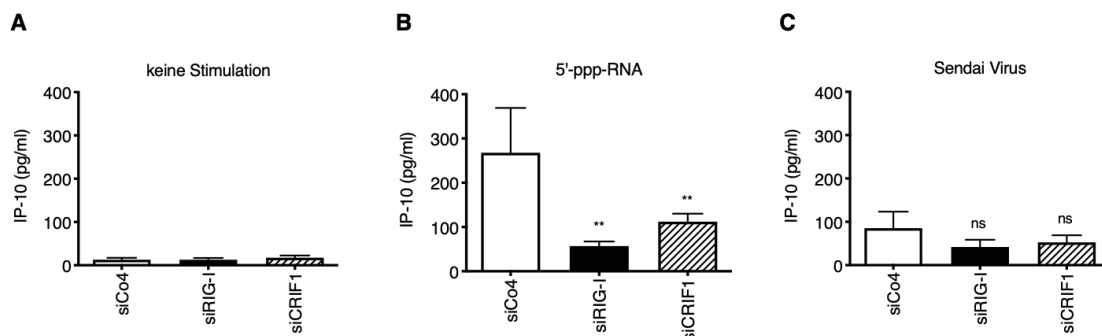 A
keine Stimulation
IP-10 (pg/ml)
400
300
200
100
0
siCo4
siRIG-I
siCRIF1
B
5'-ppp-RNA
IP-10 (pg/ml)
400
300
200
100
0
**
**
siCo4
siRIG-I
siCRIF1
C
Sendai Virus
IP-10 (pg/ml)
400
300
200
100
0
ns
ns
siCo4
siRIG-I
siCRIF1